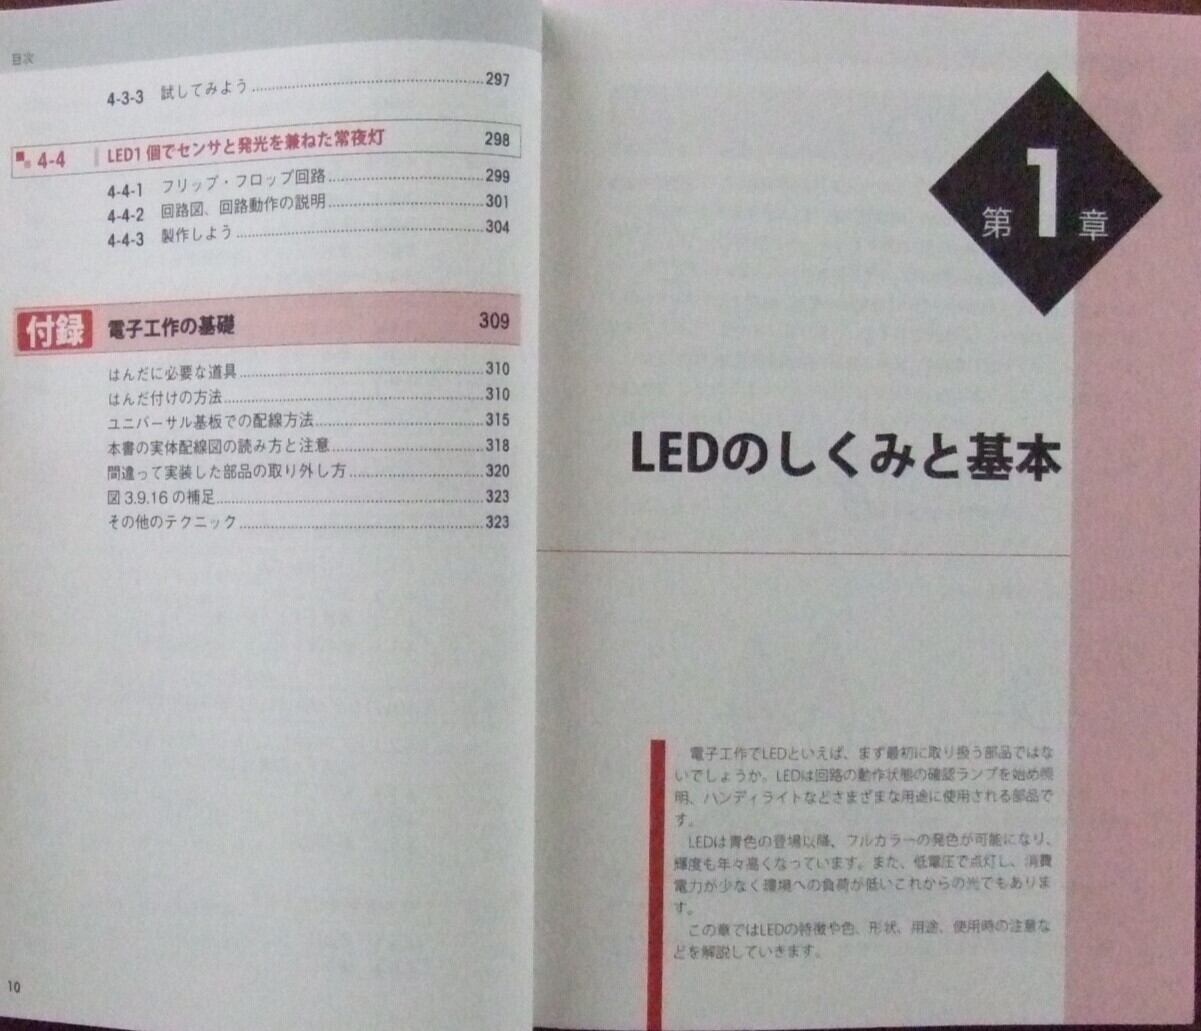 目次
4-3-3 試してみよう 297
4-4 LED1個でセンサと発光を兼ねた常夜灯 298
4-4-1 フリップ・フロップ回路 299
4-4-2 回路図、回路動作の説明 301
4-4-3 製作しよう 304
付録 電子工作の基礎 309
はんだに必要な道具 310
はんだ付けの方法 310
ユニバーサル基板での配線方法 315
本書の実体配線図の読み方と注意 318
間違って実装した部品の取り外し方 320
図 3.9.16 の補足 323
その他のテクニック 323
10
第1章
LEDのしくみと基本
電子工作でLEDといえば、まず最初に取り扱う部品ではな
いでしょうか。LEDは回路の動作状態の確認ランプを始め照
明、ハンディライトなどさまざまな用途に使用される部品で
す。
LEDは青色の登場以降、フルカラーの発色が可能になり、
輝度も年々高くなっています。また、低電圧で点灯し、消費
電力が少なく環境への負荷が低いこれからの光でもありま
す。
この章ではLEDの特徴や色、形状、用途、使用時の注意な
どを解説していきます。